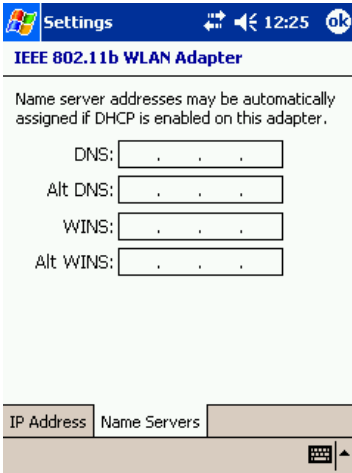 Settings 12:25 ok
IEEE 802.11b WLAN Adapter
Name server addresses may be automatically
assigned if DHCP is enabled on this adapter.
DNS: . . .
Alt DNS: . . .
WINS: . . .
Alt WINS: . . .
IP Address Name Servers